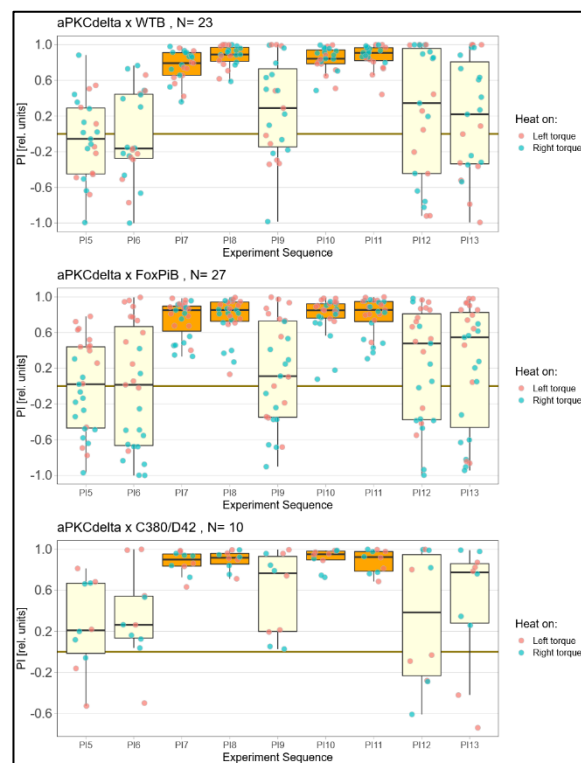 aPKCdelta x WTB , N= 23
PI [rel. units]
1.0
0.6
0.2
-0.2
-0.6
-1.0
PI5 PI6 PI7 PI8 PI9 PI10 PI11 PI12 PI13
Experiment Sequence
Heat on:
Left torque
Right torque
aPKCdelta x FoxPiB , N= 27
PI [rel. units]
1.0
0.6
0.2
-0.2
-0.6
-1.0
PI5 PI6 PI7 PI8 PI9 PI10 PI11 PI12 PI13
Experiment Sequence
Heat on:
Left torque
Right torque
aPKCdelta x C380/D42 , N= 10
PI [rel. units]
1.0
0.6
0.2
-0.2
-0.6
PI5 PI6 PI7 PI8 PI9 PI10 PI11 PI12 PI13
Experiment Sequence
Heat on:
Left torque
Right torque